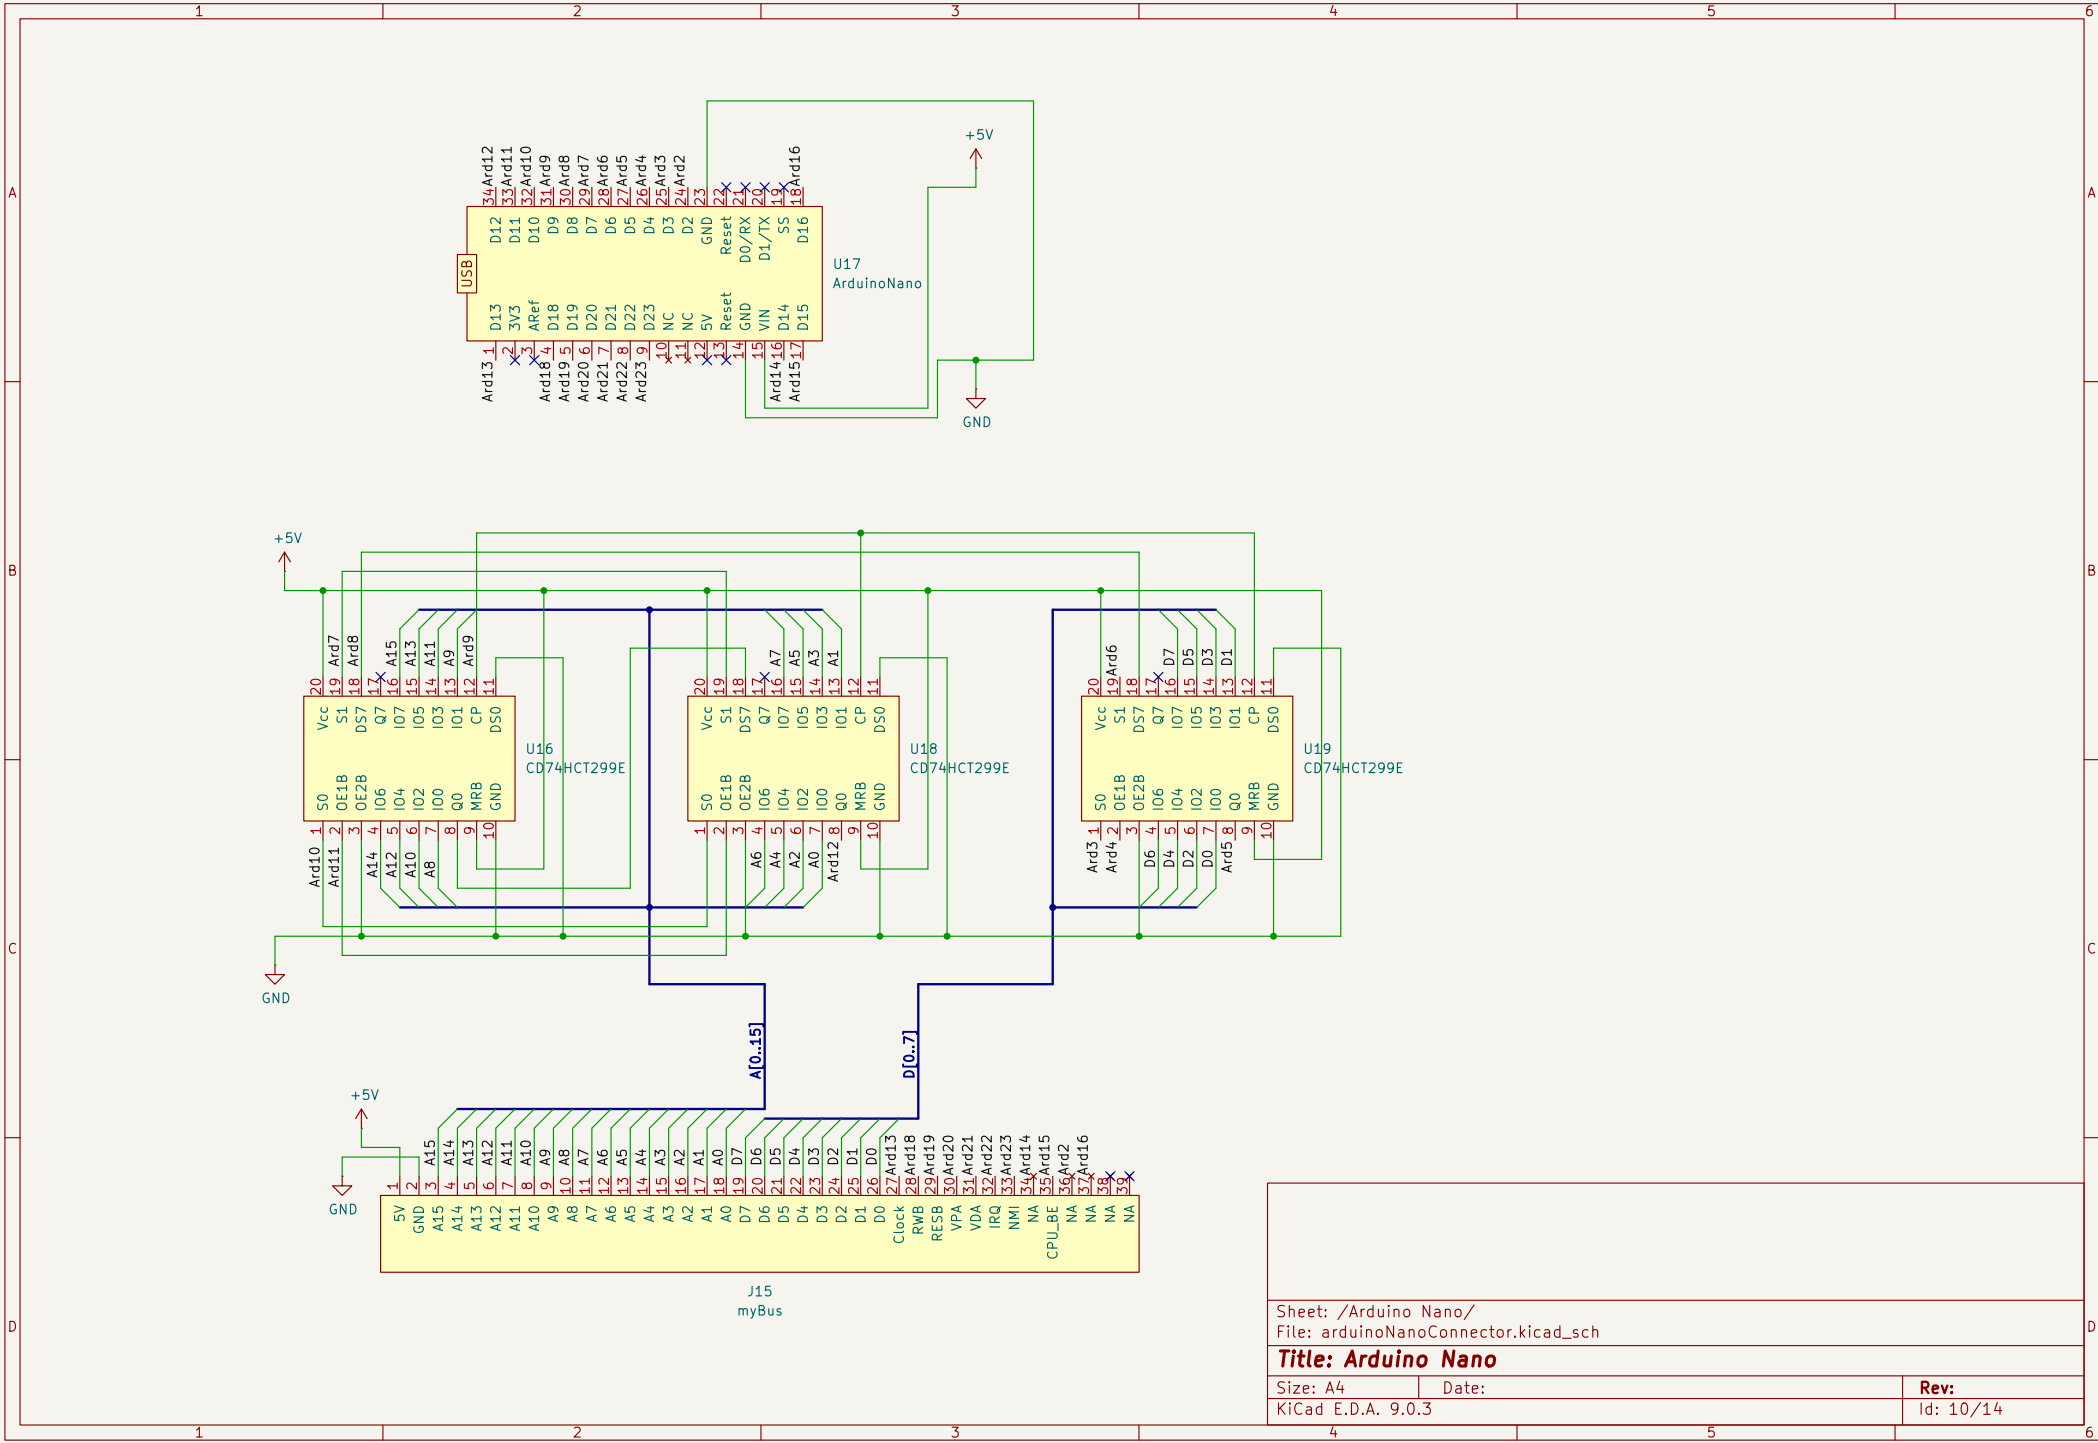 1 2 3 4 5 6
+5V
Ard12 Ard11 Ard10 Ard9 Ard8 Ard7 Ard6 Ard5 Ard4 Ard3 Ard2 Ard16
34 33 32 31 30 29 28 27 26 25 24 23 22 21 20 19 18
A A
D12 D11 D10 D9 D8 D7 D6 D5 D4 D3 D2 GND Reset D0/RX D1/TX SS D16
USB
U17
ArduinoNano
D13 3V3 ARef D18 D19 D20 D21 D22 D23 NC NC 5V Reset GND VIN D14 D15
1 2 3 4 5 6 7 8 9 10 11 12 13 14 15 16 17
Ard13 Ard18 Ard19 Ard20 Ard21 Ard22 Ard23 Ard14 Ard15
GND
+5V
B B
Ard7 Ard8 A15 A13 A11 A9 Ard9
20 19 18 17 16 15 14 13 12 11
Vcc S1 DS7 Q7 IO7 IO5 IO3 IO1 CP DS0
U16
CD74HCT299E
S0 OE1B OE2B IO6 IO4 IO2 IO0 Q0 MRB GND
1 2 3 4 5 6 7 8 9 10
Ard10 Ard11 A14 A12 A10 A8
A7 A5 A3 A1
20 19 18 17 16 15 14 13 12 11
Vcc S1 DS7 Q7 IO7 IO5 IO3 IO1 CP DS0
U18
CD74HCT299E
S0 OE1B OE2B IO6 IO4 IO2 IO0 Q0 MRB GND
1 2 3 4 5 6 7 8 9 10
A6 A4 A2 A0 Ard12
Ard6 D7 D5 D3 D1
20 19 18 17 16 15 14 13 12 11
Vcc S1 DS7 Q7 IO7 IO5 IO3 IO1 CP DS0
U19
CD74HCT299E
S0 OE1B OE2B IO6 IO4 IO2 IO0 Q0 MRB GND
1 2 3 4 5 6 7 8 9 10
Ard3 Ard4 D6 D4 D2 D0 Ard5
C C
GND
A[0..15]
D[0..7]
+5V
A15 A14 A13 A12 A11 A10 A9 A8 A7 A6 A5 A4 A3 A2 A1 A0 D7 D6 D5 D4 D3 D2 D1 D0 Ard13 Ard18 Ard19 Ard20 Ard21 Ard22 Ard23 Ard14 Ard15 Ard2 Ard16
1 2 3 4 5 6 7 8 9 10 11 12 13 14 15 16 17 18 19 20 21 22 23 24 25 26 27 28 29 30 31 32 33 34 35 36 37 38 39
GND
5V GND A15 A14 A13 A12 A11 A10 A9 A8 A7 A6 A5 A4 A3 A2 A1 A0 D7 D6 D5 D4 D3 D2 D1 D0 Clock RWB RESB VPA VDA IRQ NMI NA CPU_BE NA NA NA NA
J15
myBus
D D
Sheet: /Arduino Nano/
File: arduinoNanoConnector.kicad_sch
Title: Arduino Nano
Size: A4 Date: Rev:
KiCad E.D.A. 9.0.3 Id: 10/14
1 2 3 4 5 6